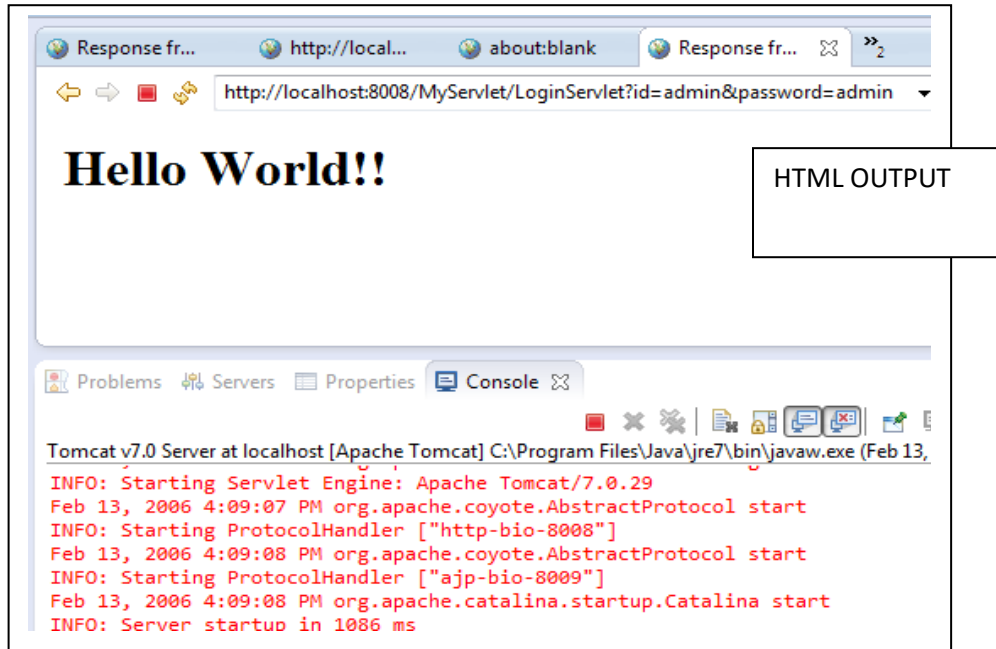 Response fr... http://local... about:blank Response fr... »2
http://localhost:8008/MyServlet/LoginServlet?id=admin&password=admin
Hello World!!
HTML OUTPUT
Problems Servers Properties Console
Tomcat v7.0 Server at localhost [Apache Tomcat] C:\Program Files\Java\jre7\bin\javaw.exe (Feb 13,
INFO: Starting Servlet Engine: Apache Tomcat/7.0.29
Feb 13, 2006 4:09:07 PM org.apache.coyote.AbstractProtocol start
INFO: Starting ProtocolHandler ["http-bio-8008"]
Feb 13, 2006 4:09:08 PM org.apache.coyote.AbstractProtocol start
INFO: Starting ProtocolHandler ["ajp-bio-8009"]
Feb 13, 2006 4:09:08 PM org.apache.catalina.startup.Catalina start
INFO: Server startup in 1086 ms